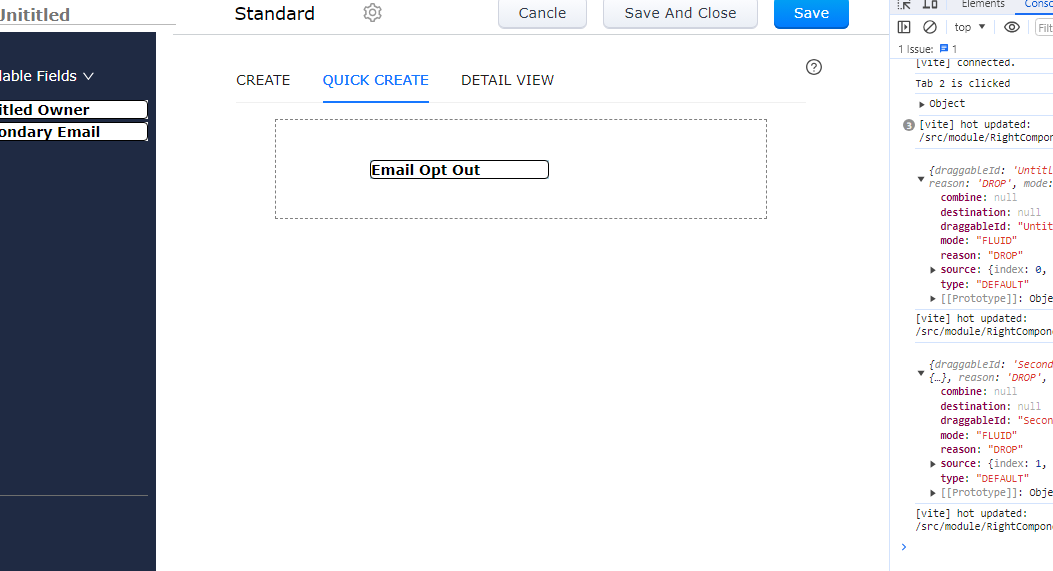 Unititled
Standard
Cancle
Save And Close
Save
lable Fields
itled Owner
ondary Email
CREATE
QUICK CREATE
DETAIL VIEW
Email Opt Out
Elements
Conso
top
Filt
1 Issue: 1
[vite] connected.
Tab 2 is clicked
Object
3 [vite] hot updated:
/src/module/RightCompon
{draggableId: 'Untitl
reason: 'DROP', mode:
combine: null
destination: null
draggableId: "Untit
mode: "FLUID"
reason: "DROP"
source: {index: 0,
type: "DEFAULT"
[[Prototype]]: Obje
[vite] hot updated:
/src/module/RightCompon
{draggableId: 'Second
{…}, reason: 'DROP',
combine: null
destination: null
draggableId: "Secon
mode: "FLUID"
reason: "DROP"
source: {index: 1,
type: "DEFAULT"
[[Prototype]]: Obje
[vite] hot updated:
/src/module/RightCompon